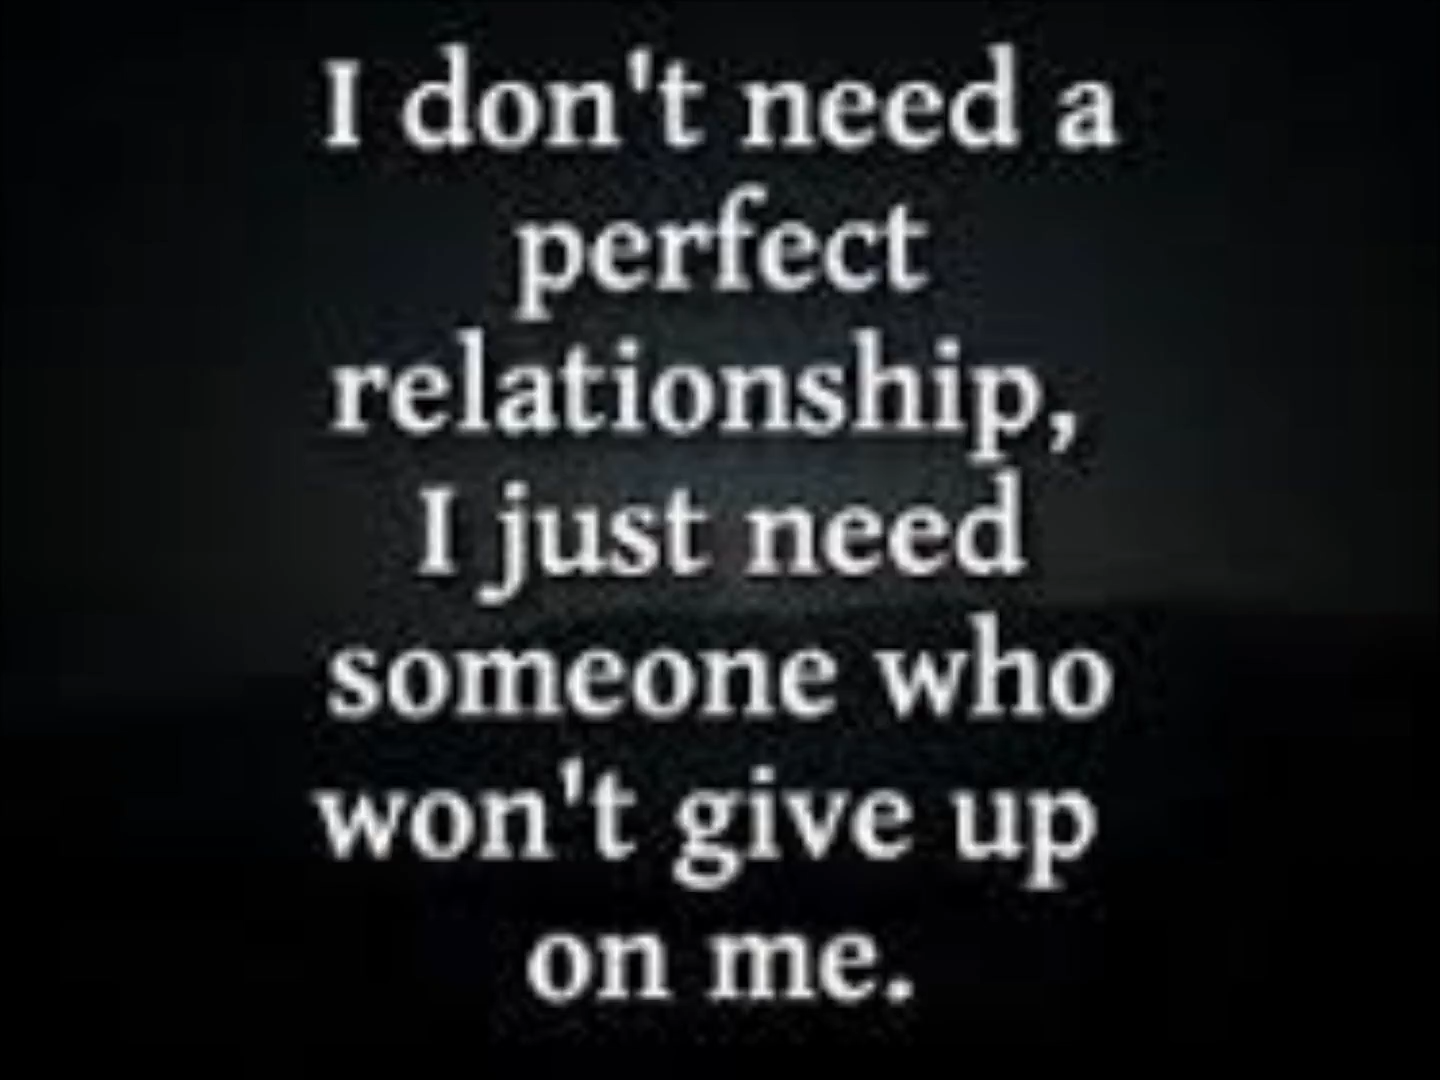 I don't need a
perfect
relationship,
I just need
someone who
won't give up
on me.